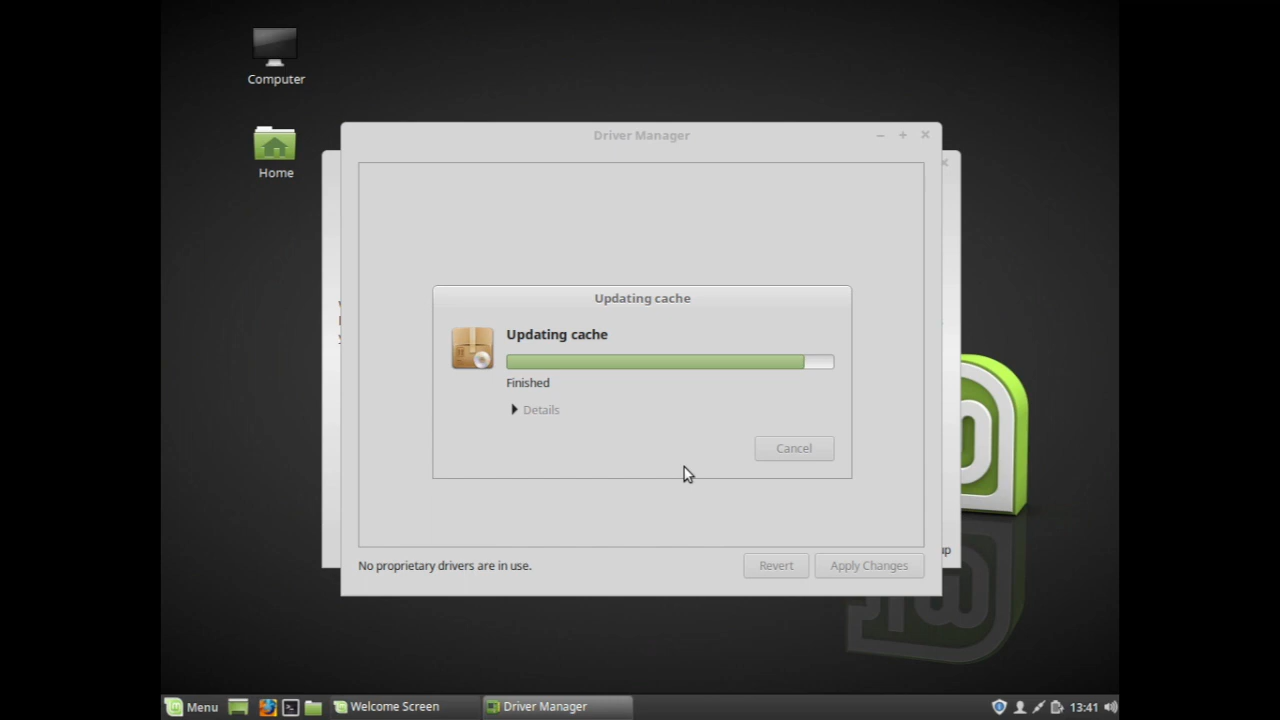 Computer
Home
Driver Manager
Updating cache
Updating cache
Finished
Details
Cancel
No proprietary drivers are in use.
Revert
Apply Changes
Menu
Welcome Screen
Driver Manager
13:41